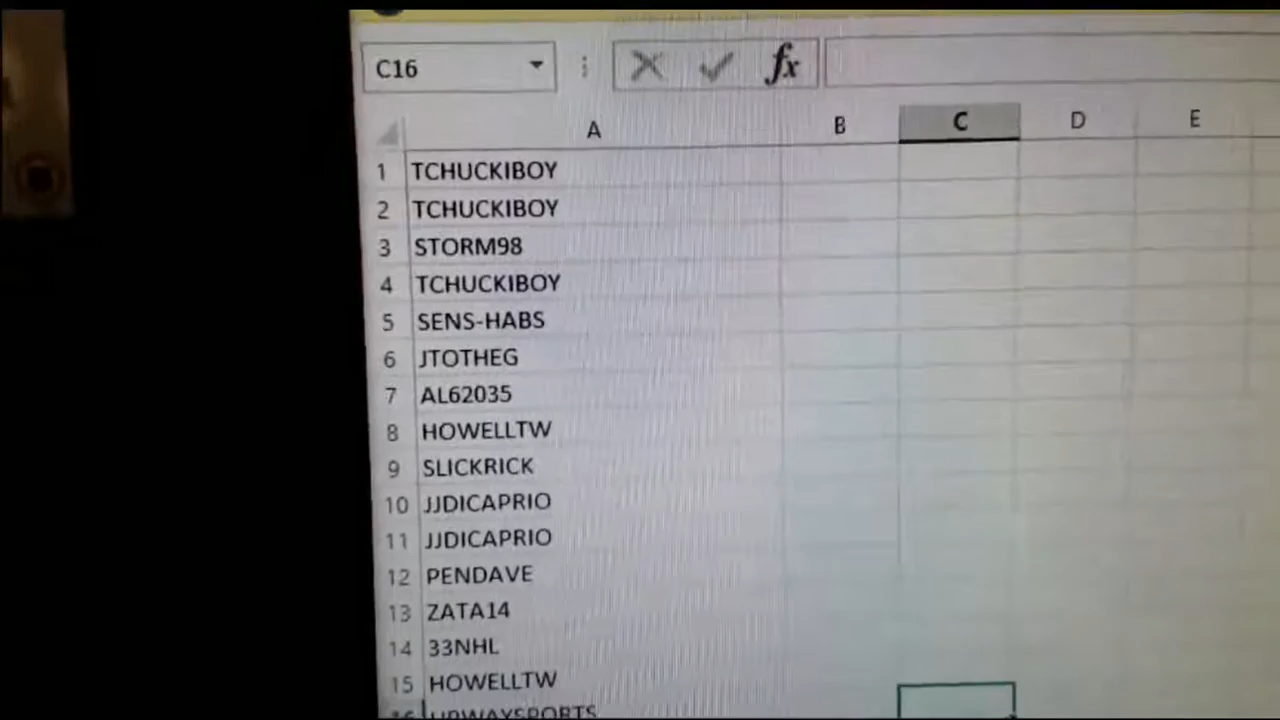 C16 fx
A B C D E
1 TCHUCKIBOY
2 TCHUCKIBOY
3 STORM98
4 TCHUCKIBOY
5 SENS-HABS
6 JTOTHEG
7 AL62035
8 HOWELLTW
9 SLICKRICK
10 JJDICAPRIO
11 JJDICAPRIO
12 PENDAVE
13 ZATA14
14 33NHL
15 HOWELLTW
16